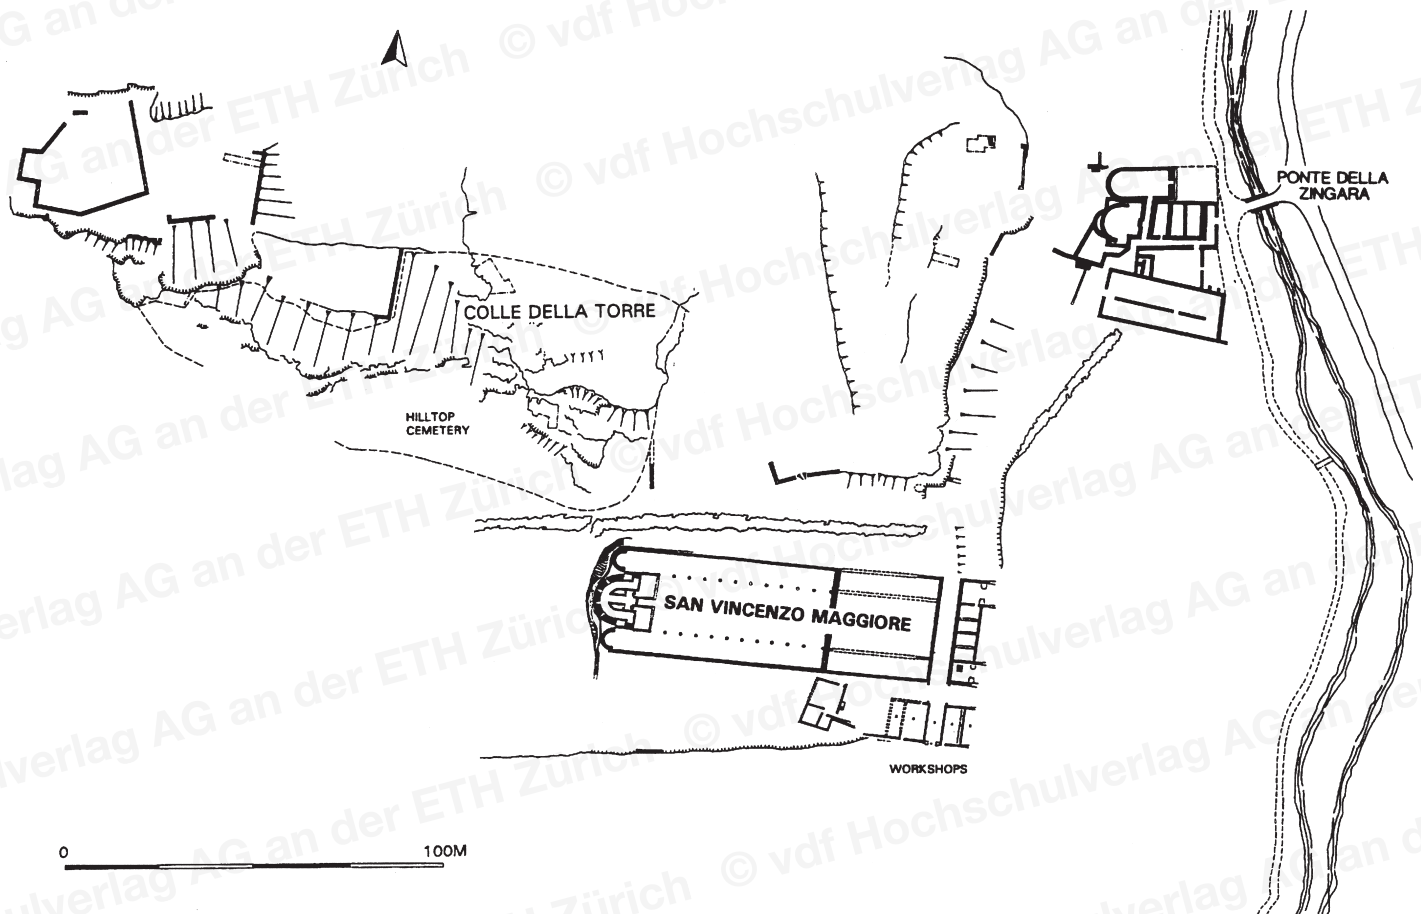 © vdf Hochschulverlag AG an der ETH Zürich
PONTE DELLA
ZINGARA
COLLE DELLA TORRE
HILLTOP
CEMETERY
SAN VINCENZO MAGGIORE
WORKSHOPS
0
100M